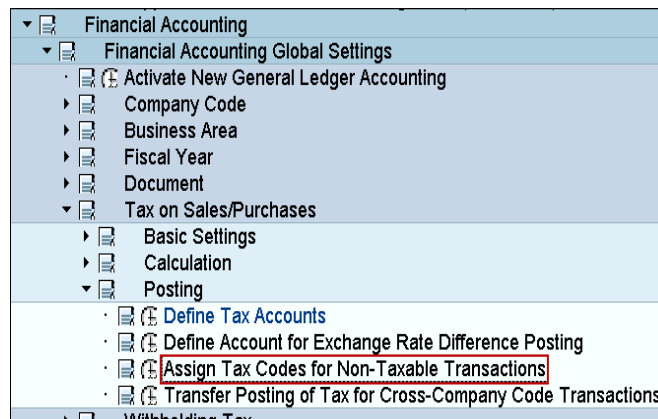 Financial Accounting
Financial Accounting Global Settings
Activate New General Ledger Accounting
Company Code
Business Area
Fiscal Year
Document
Tax on Sales/Purchases
Basic Settings
Calculation
Posting
Define Tax Accounts
Define Account for Exchange Rate Difference Posting
Assign Tax Codes for Non-Taxable Transactions
Transfer Posting of Tax for Cross-Company Code Transactions
Withholding Tax